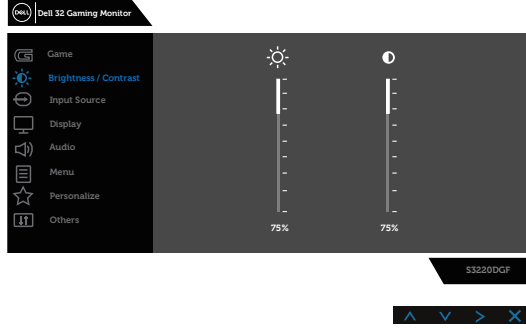 DELL Dell 32 Gaming Monitor
Game
Brightness / Contrast
Input Source
Display
Audio
Menu
Personalize
Others
75% 75%
S3220DGF